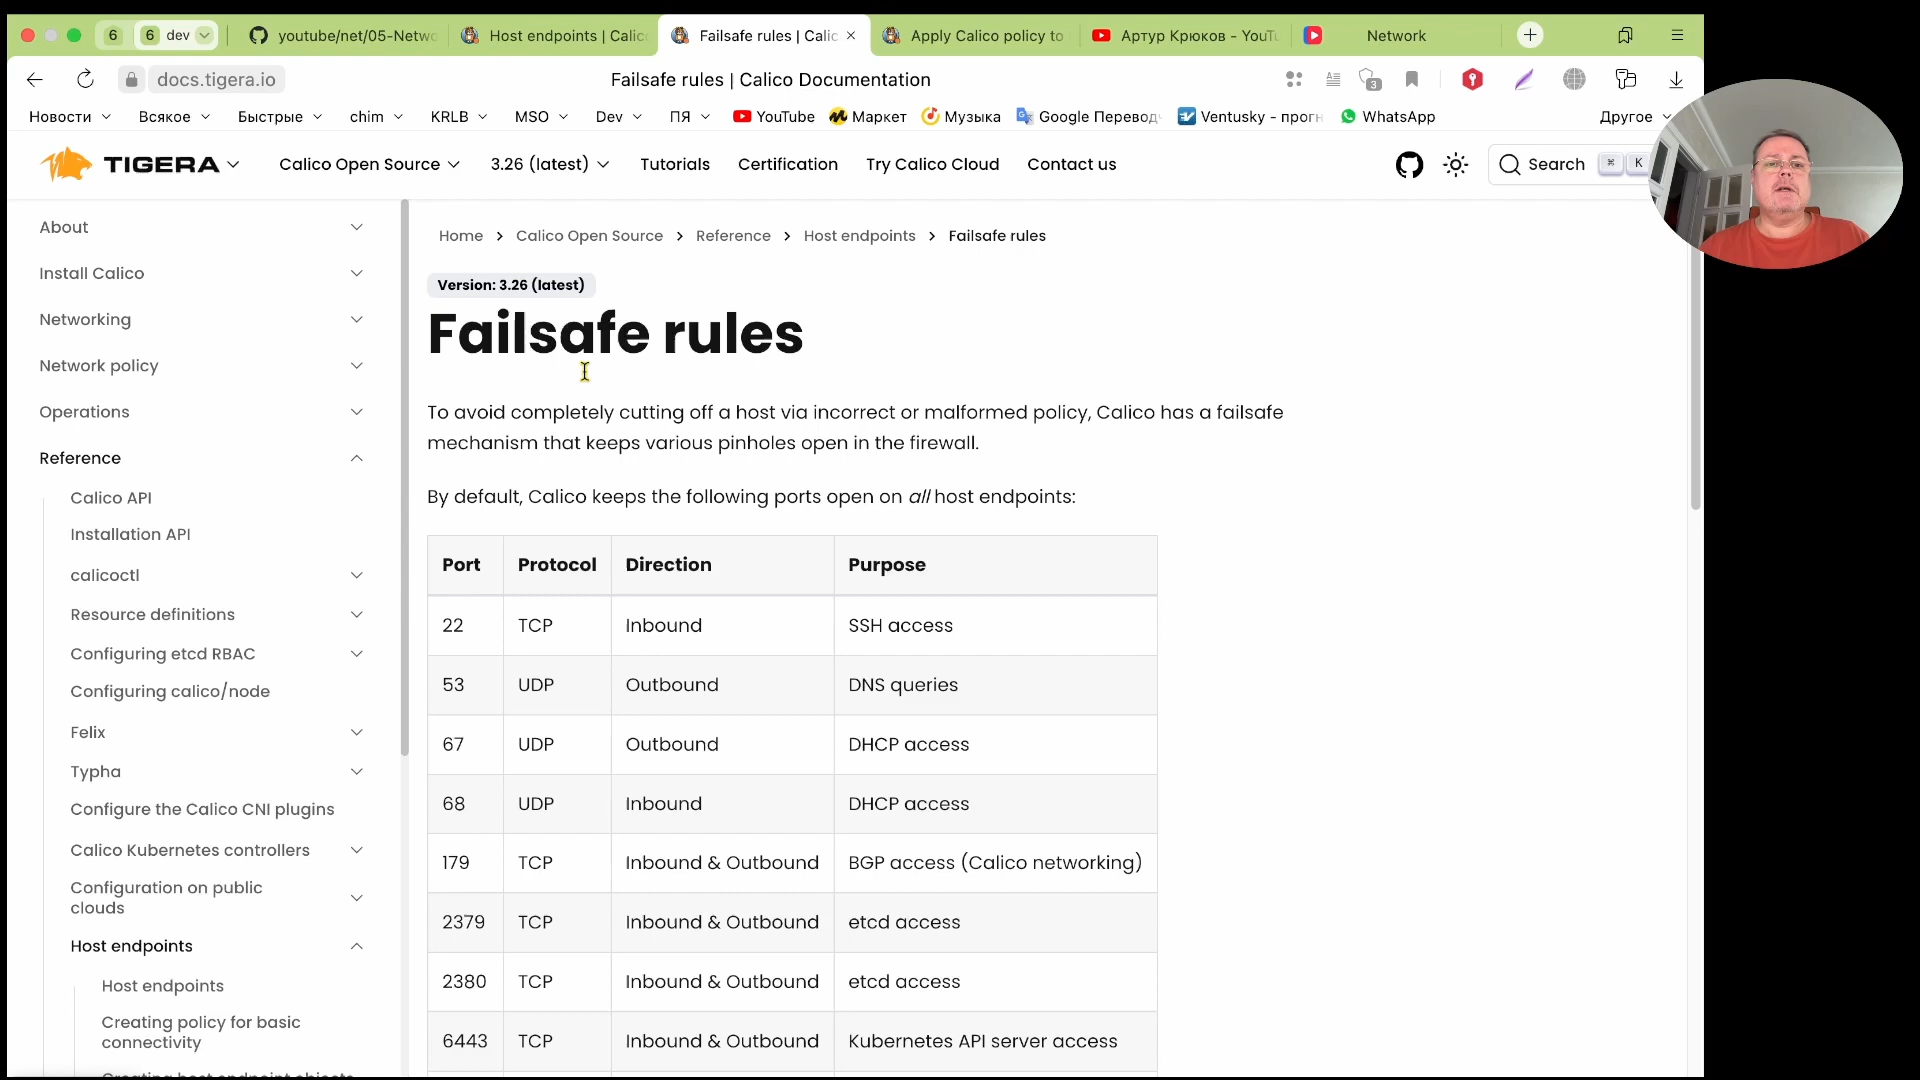 6
6 dev
youtube/net/05-Netwo
Host endpoints | Calic
Failsafe rules | Calic
Apply Calico policy to
Артур Крюков - YouTu
Network
docs.tigera.io
Failsafe rules | Calico Documentation
3
Новости
Всякое
Быстрые
chim
KRLB
MSO
Dev
ПЯ
YouTube
Маркет
Музыка
Google Переводч
Ventusky - прогн
WhatsApp
Другое
TIGERA
Calico Open Source
3.26 (latest)
Tutorials
Certification
Try Calico Cloud
Contact us
Search
⌘ K
About
Install Calico
Networking
Network policy
Operations
Reference
Calico API
Installation API
calicoctl
Resource definitions
Configuring etcd RBAC
Configuring calico/node
Felix
Typha
Configure the Calico CNI plugins
Calico Kubernetes controllers
Configuration on public
clouds
Host endpoints
Host endpoints
Creating policy for basic
connectivity
Creating host endpoint objects
Home > Calico Open Source > Reference > Host endpoints > Failsafe rules
Version: 3.26 (latest)
Failsafe rules
To avoid completely cutting off a host via incorrect or malformed policy, Calico has a failsafe
mechanism that keeps various pinholes open in the firewall.
By default, Calico keeps the following ports open on all host endpoints:
Port Protocol Direction Purpose
22 TCP Inbound SSH access
53 UDP Outbound DNS queries
67 UDP Outbound DHCP access
68 UDP Inbound DHCP access
179 TCP Inbound & Outbound BGP access (Calico networking)
2379 TCP Inbound & Outbound etcd access
2380 TCP Inbound & Outbound etcd access
6443 TCP Inbound & Outbound Kubernetes API server access